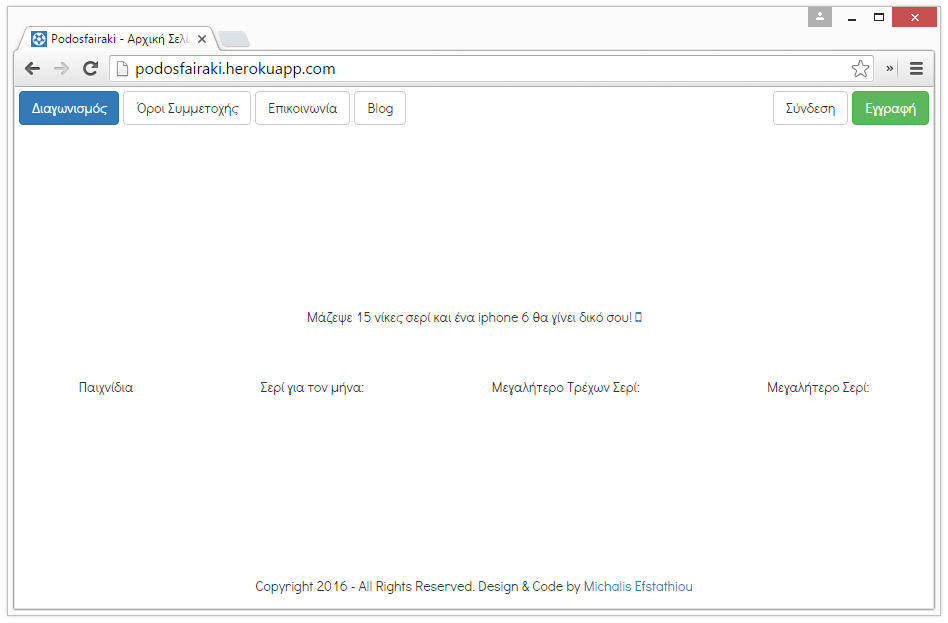 Podosfairaki - Αρχική Σελί
podosfairaki.herokuapp.com
»
Διαγωνισμός Όροι Συμμετοχής Επικοινωνία Blog Σύνδεση Εγγραφή
Μάζεψε 15 νίκες σερί και ένα iphone 6 θα γίνει δικό σου!
Παιχνίδια Σερί για τον μήνα: Μεγαλήτερο Τρέχων Σερί: Μεγαλήτερο Σερί:
Copyright 2016 - All Rights Reserved. Design & Code by Michalis Efstathiou